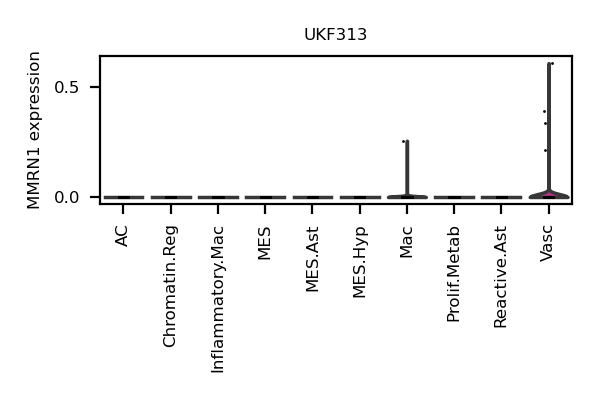 UKF313
MMRN1 expression
0.5
0.0
AC
Chromatin.Reg
Inflammatory.Mac
MES
MES.Ast
MES.Hyp
Mac
Prolif.Metab
Reactive.Ast
Vasc